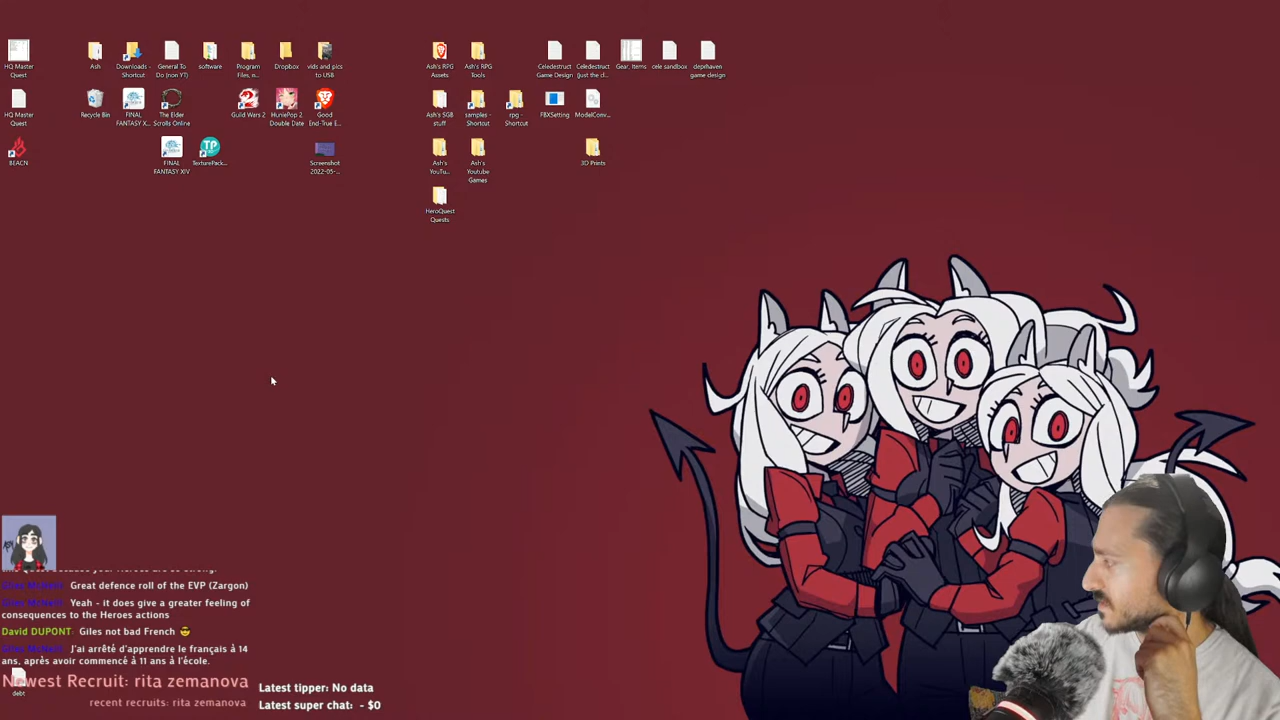 HQ Master
Quest
Ash
Downloads -
Shortcut
General To
Do (non YT)
software
Program
Files, n...
Dropbox
vids and pics
to USB
Ash's RPG
Assets
Ash's RPG
Tools
Celedestruct
Game Design
Celedestruct
(just the cl...
Gear, Items
cele sandbox
deprhaven
game design
HQ Master
Quest
Recycle Bin
FINAL
FANTASY X...
The Elder
Scrolls Online
Guild Wars 2
HuniePop 2
Double Date
Good
End-True E...
Ash's SGB
stuff
samples -
Shortcut
rpg -
Shortcut
FBXSetting
ModelConv...
BEACN
FINAL
FANTASY XIV
TexturePack...
Screenshot
2022-05-...
Ash's
YouTu...
Ash's
Youtube
Games
3D Prints
HeroQuest
Quests
Great defence roll of the EVP (Zargon)
Yeah - it does give a greater feeling of
consequences to the Heroes actions
David DUPONT: Giles not bad French 😎
J'ai arrêté d'apprendre le français à 14
ans, après avoir commencé à 11 ans à l'école.
Newest Recruit: rita zemanova
debt
recent recruits: rita zemanova
Latest tipper: No data
Latest super chat: - $0